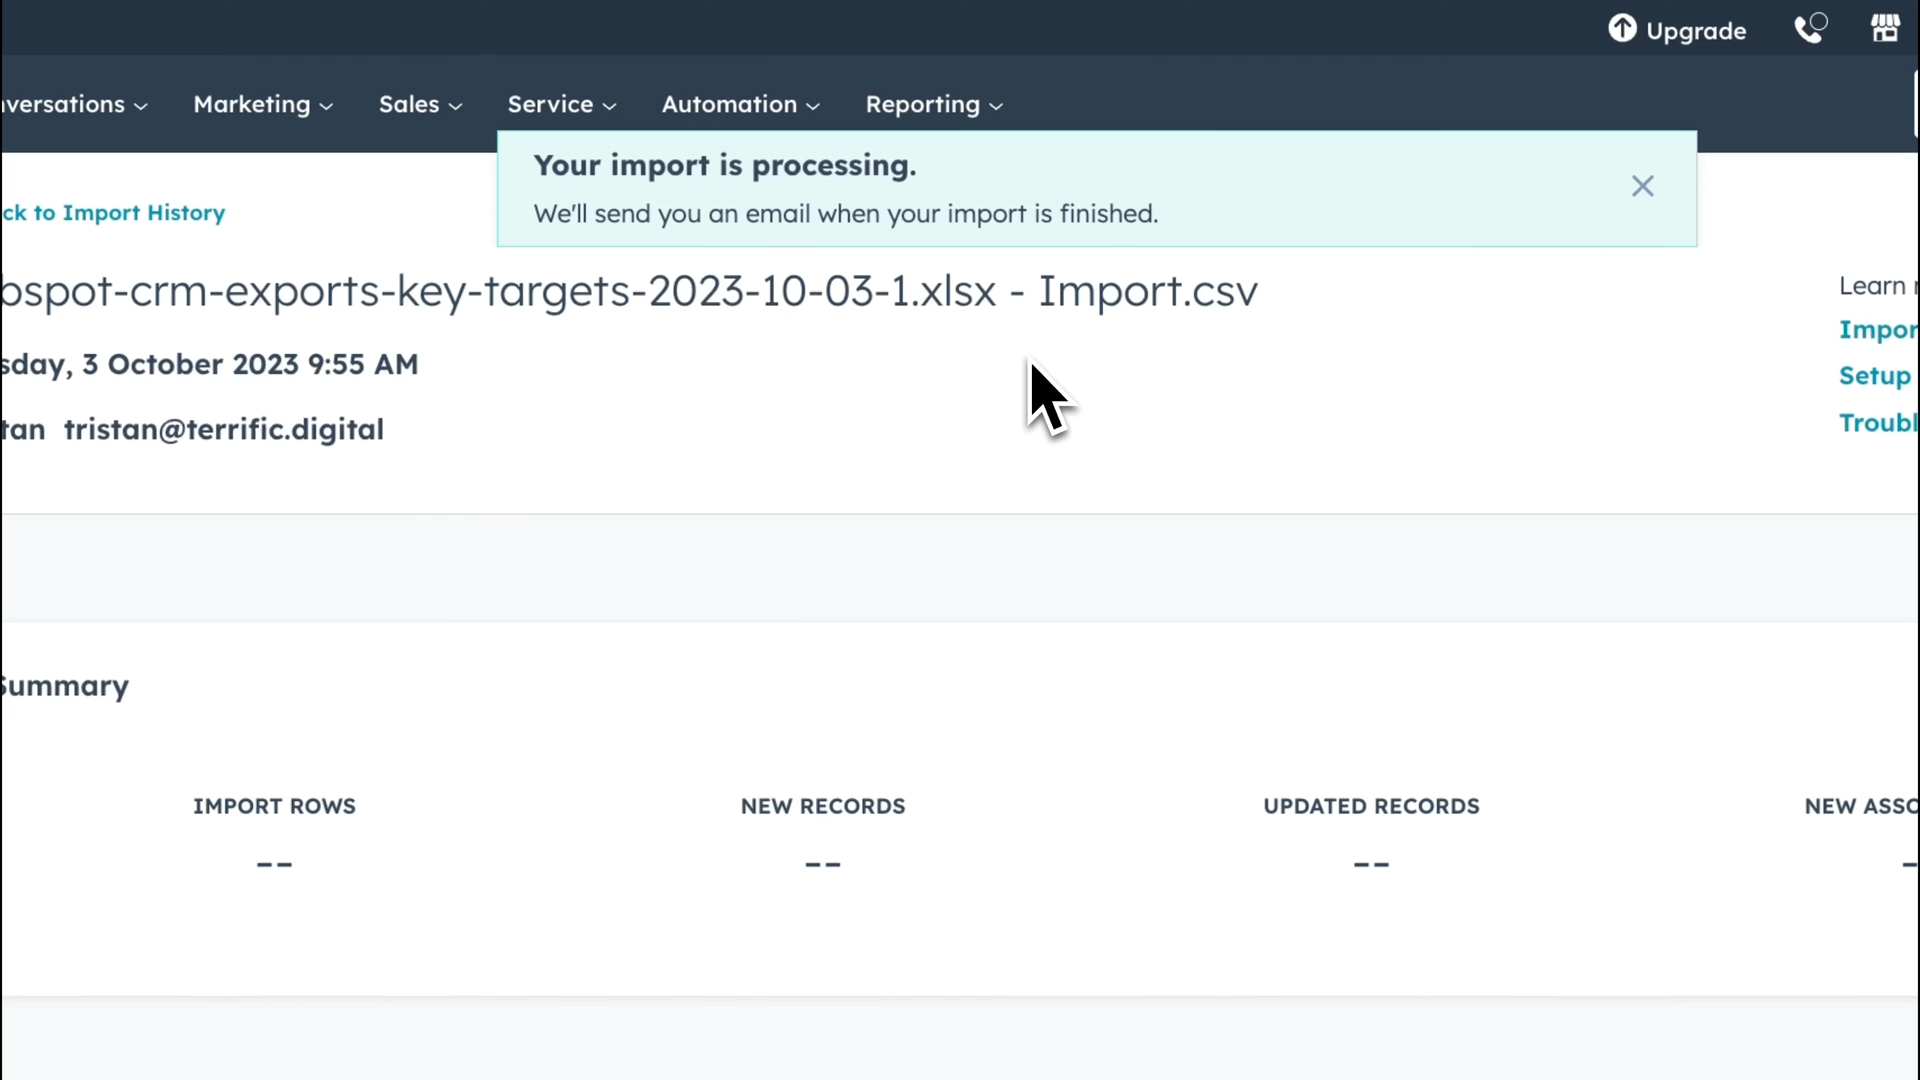 Upgrade
nversations Marketing Sales Service Automation Reporting
Your import is processing.
We'll send you an email when your import is finished.
ck to Import History
bspot-crm-exports-key-targets-2023-10-03-1.xlsx - Import.csv
sday, 3 October 2023 9:55 AM
tan tristan@terrific.digital
Learn
Impor
Setup
Troubl
Summary
IMPORT ROWS
--
NEW RECORDS
--
UPDATED RECORDS
--
NEW ASSO